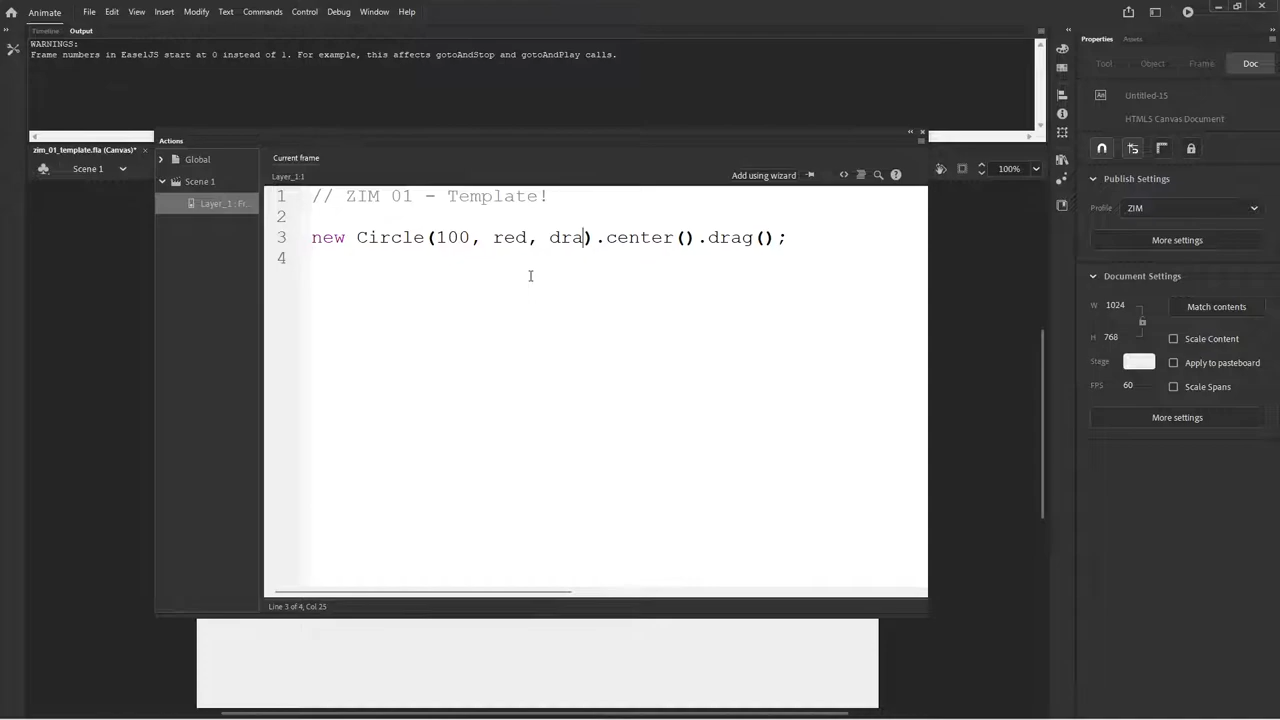 Animate File Edit View Insert Modify Text Commands Control Debug Window Help
Timeline Output
WARNINGS:
Frame numbers in EaselJS start at 0 instead of 1. For example, this affects gotoAndStop and gotoAndPlay calls.
zim_01_template.fla (Canvas)*
Scene 1
100%
Actions
Global
Scene 1
Layer_1 : Fr...
Current frame
Layer_1:1
Add using wizard
1 // ZIM 01 - Template!
2
3 new Circle(100, red, dra).center().drag();
4
Line 3 of 4, Col 25
Properties Assets
Tool Object Frame Doc
An Untitled-15
HTML5 Canvas Document
Publish Settings
Profile ZIM
More settings
Document Settings
W 1024 Match contents
H 768 Scale Content
Stage Apply to pasteboard
FPS 60 Scale Spans
More settings